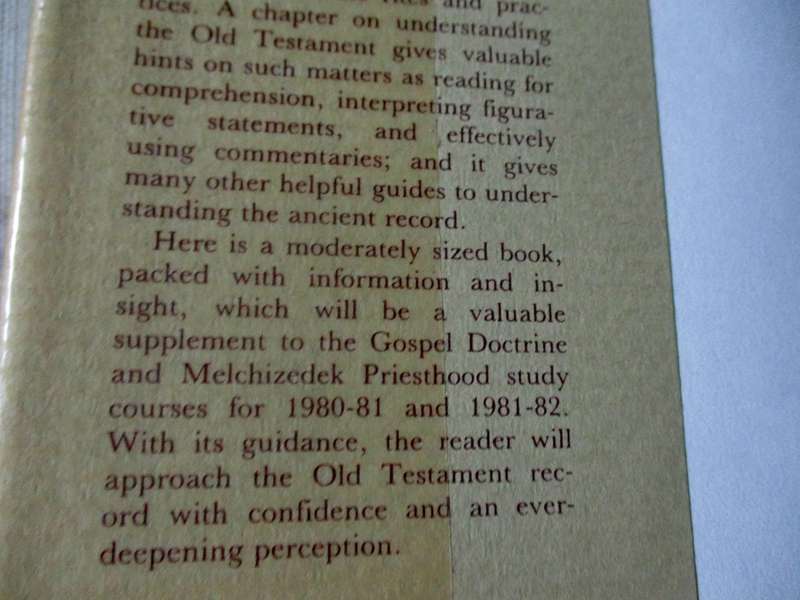 and prac-
tices. A chapter on understanding
the Old Testament gives valuable
hints on such matters as reading for
comprehension, interpreting figura-
tive statements, and effectively
using commentaries; and it gives
many other helpful guides to under-
standing the ancient record.
Here is a moderately sized book,
packed with information and in-
sight, which will be a valuable
supplement to the Gospel Doctrine
and Melchizedek Priesthood study
courses for 1980-81 and 1981-82.
With its guidance, the reader will
approach the Old Testament rec-
ord with confidence and an ever-
deepening perception.